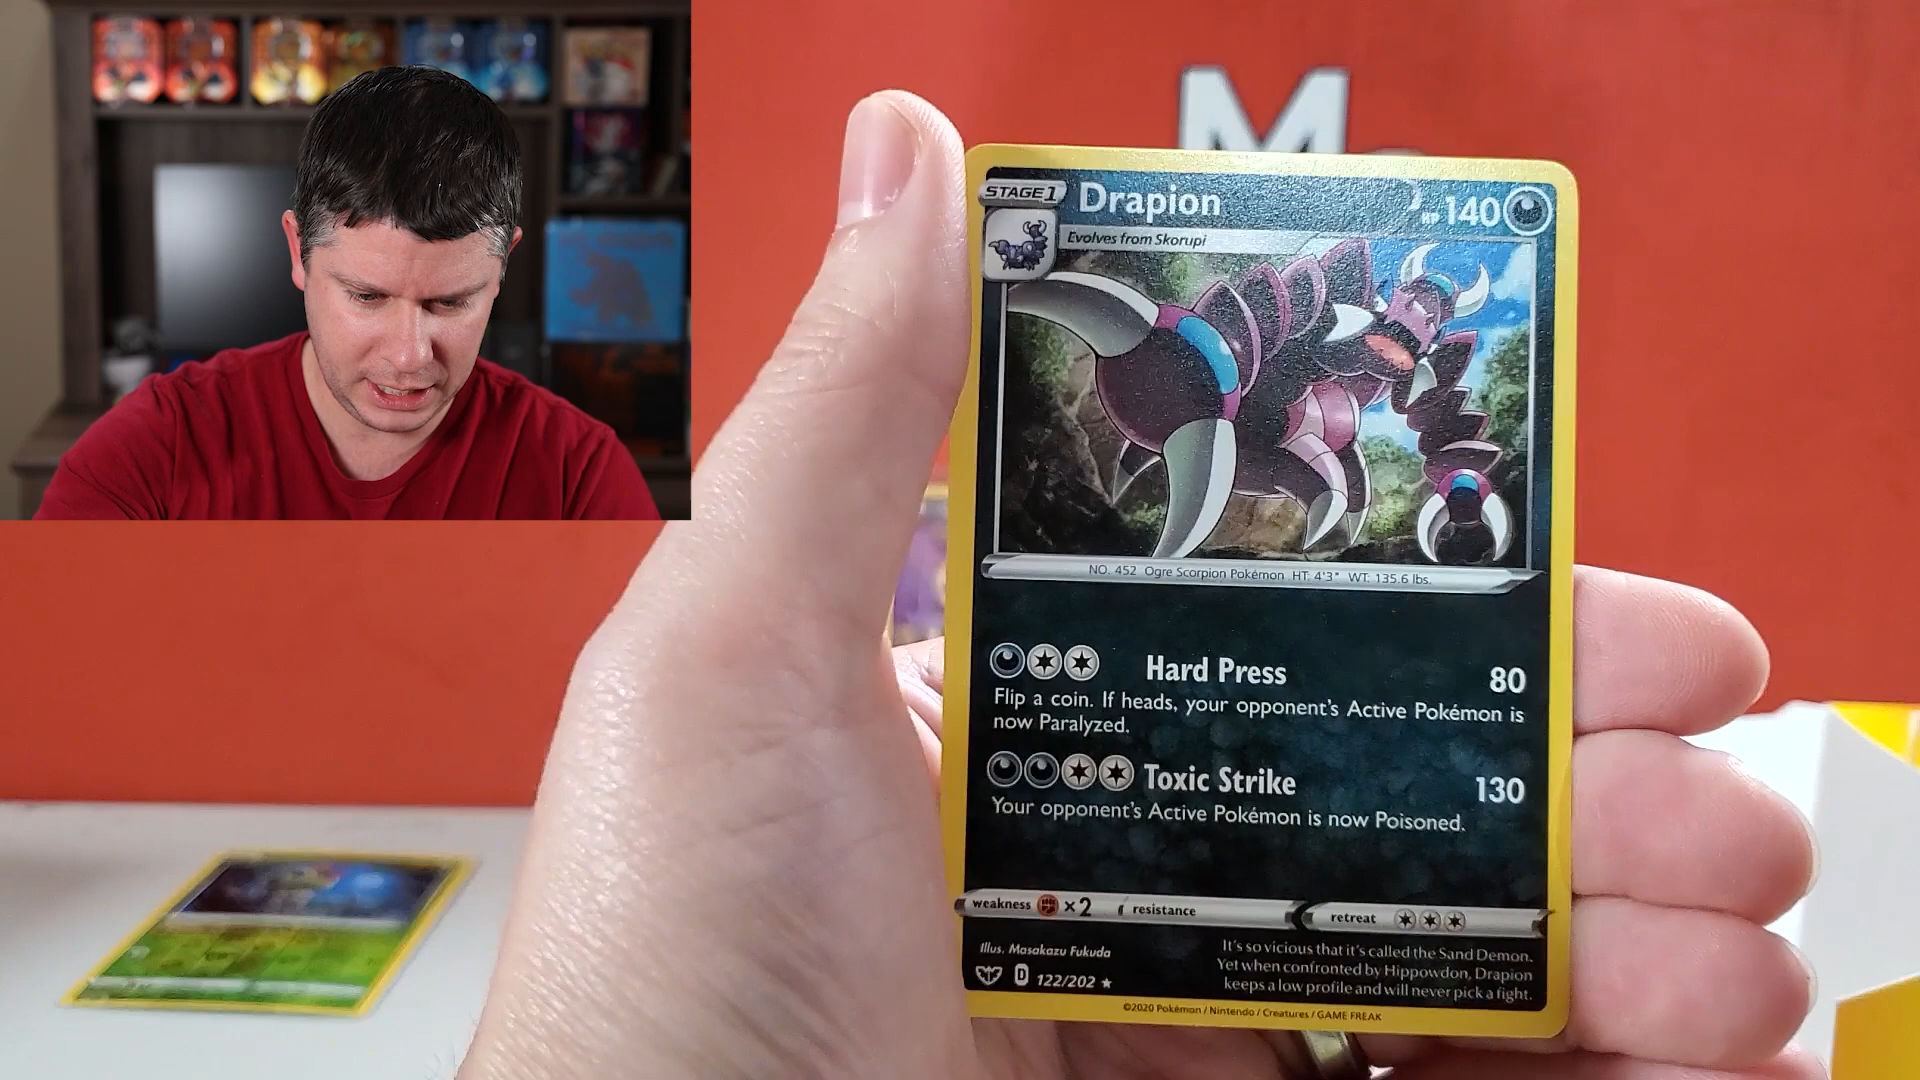 M
STAGE 1 Drapion HP 140
Evolves from Skorupi
NO. 452 Ogre Scorpion Pokémon HT: 4'3" WT: 135.6 lbs.
Hard Press 80
Flip a coin. If heads, your opponent's Active Pokémon is
now Paralyzed.
Toxic Strike 130
Your opponent's Active Pokémon is now Poisoned.
weakness ×2 resistance retreat
Illus. Masakazu Fukuda
D 122/202 ★
It's so vicious that it's called the Sand Demon.
Yet when confronted by Hippowdon, Drapion
keeps a low profile and will never pick a fight.
©2020 Pokémon / Nintendo / Creatures / GAME FREAK